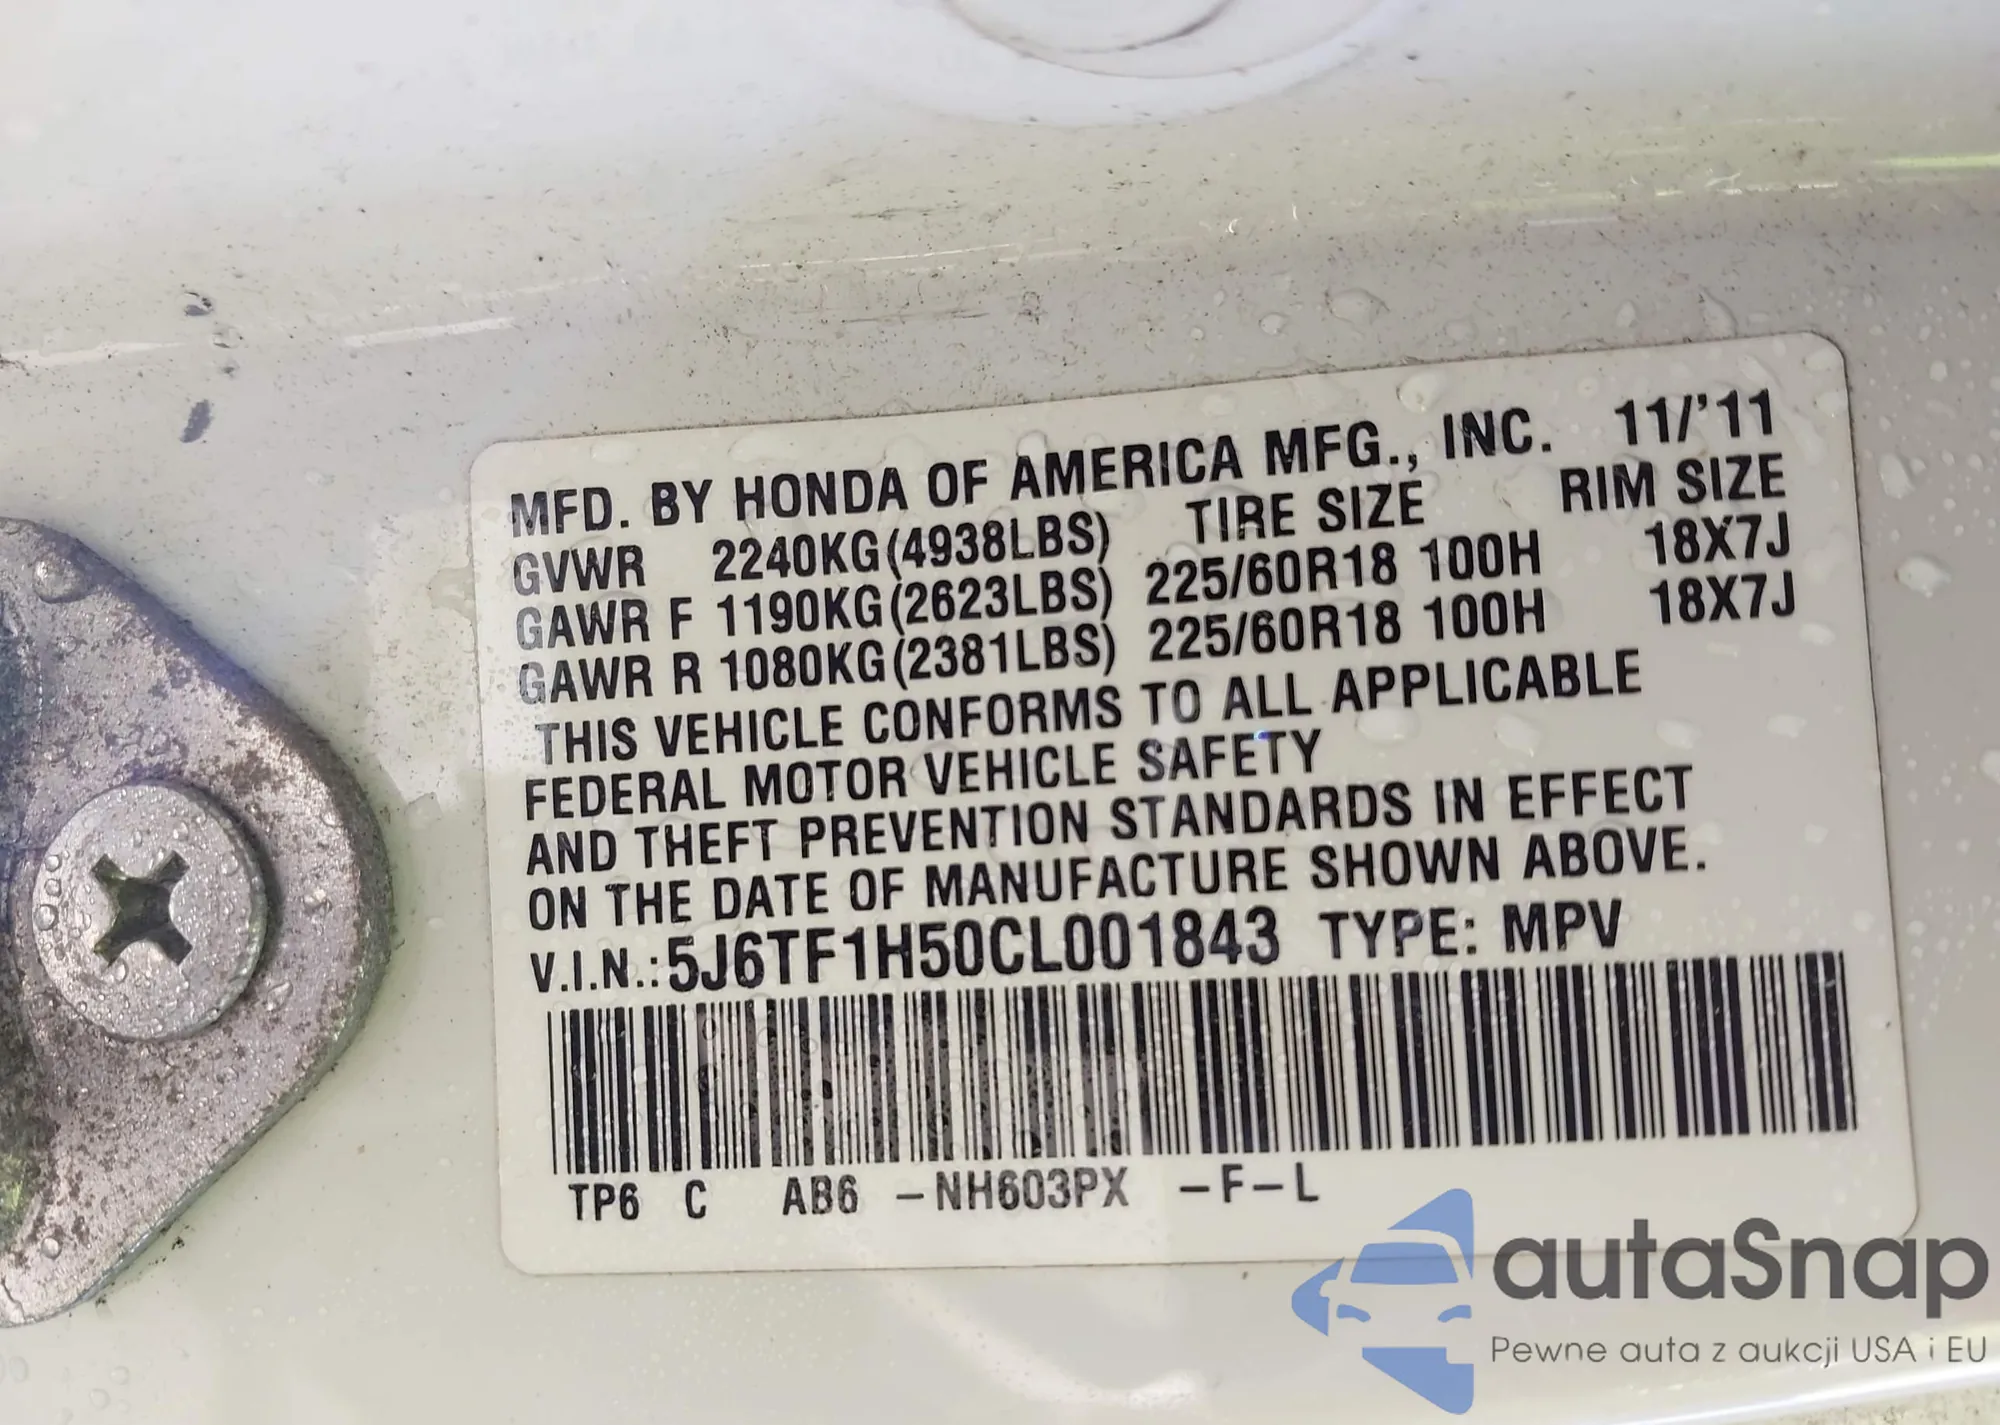 MFD. BY HONDA OF AMERICA MFG., INC. 11/'11
GVWR 2240KG(4938LBS) TIRE SIZE RIM SIZE
GAWR F 1190KG(2623LBS) 225/60R18 100H 18X7J
GAWR R 1080KG(2381LBS) 225/60R18 100H 18X7J
THIS VEHICLE CONFORMS TO ALL APPLICABLE
FEDERAL MOTOR VEHICLE SAFETY
AND THEFT PREVENTION STANDARDS IN EFFECT
ON THE DATE OF MANUFACTURE SHOWN ABOVE.
V.I.N.:5J6TF1H50CL001843 TYPE: MPV
TP6 C AB6 -NH603PX -F-L
autaSnap
Pewne auta z aukcji USA i EU